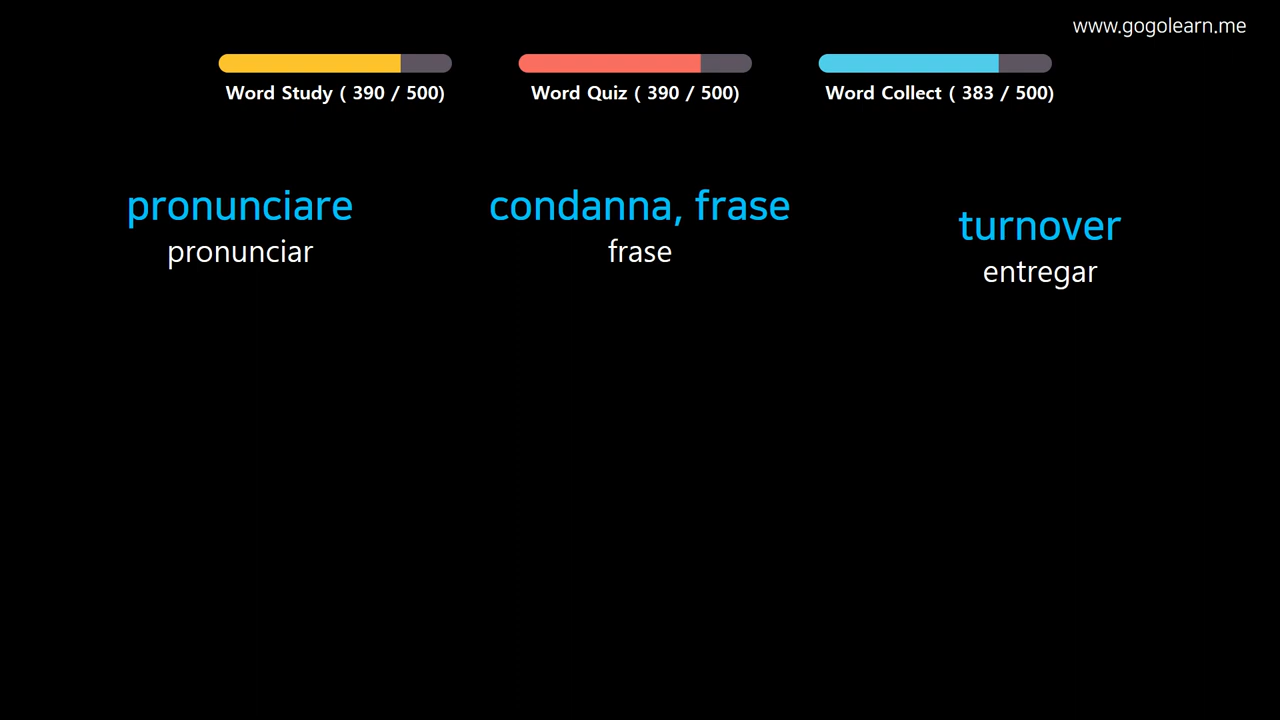 www.gogolearn.me
Word Study ( 390 / 500)
Word Quiz ( 390 / 500)
Word Collect ( 383 / 500)
pronunciare
pronunciar
condanna, frase
frase
turnover
entregar